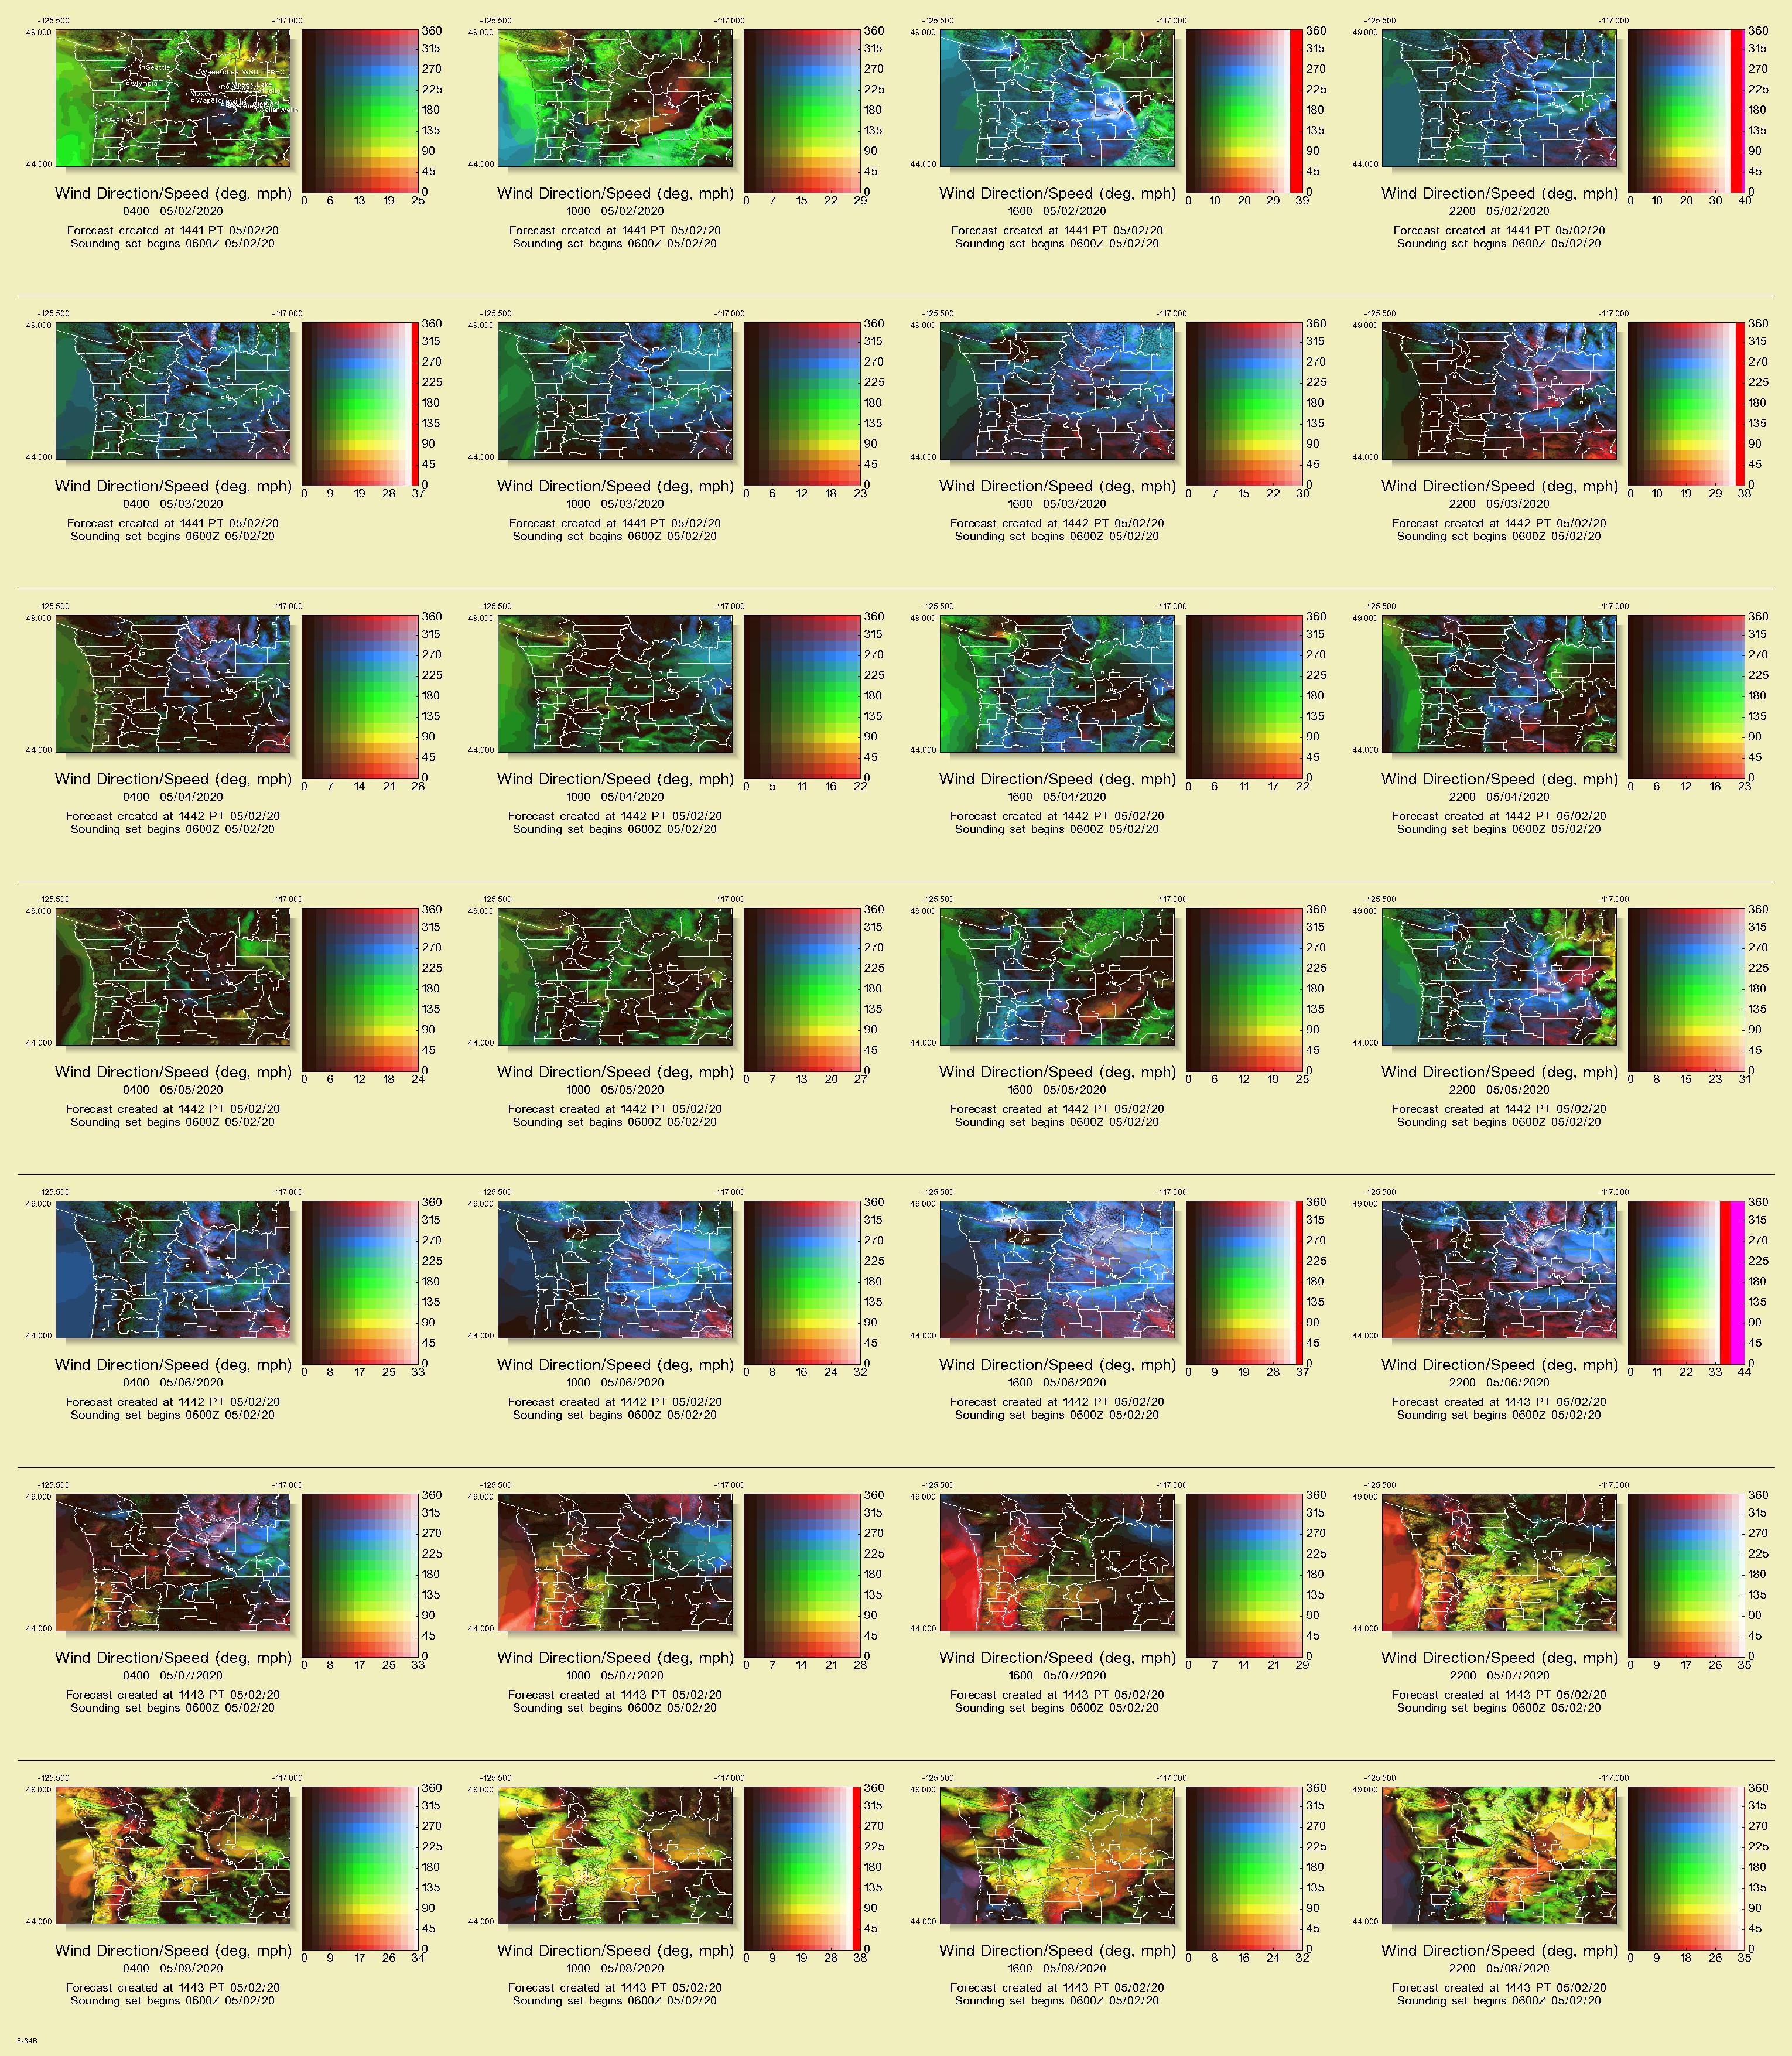 -125.500 -117.000 -125.500 -117.000 -125.500 -117.000 -125.500 -117.000
49.000 360 49.000 360 49.000 360 49.000 360
315 315 315 315
Seattle
270 270 270 270
Olympia
225 225 225 225
Moxee
180 180 180 180
135 135 135 135
90 90 90 90
44.000 44.000 44.000 44.000
45 45 45 45
0 0 0 0
Wind Direction/Speed (deg, mph) 0 6 13 19 25 Wind Direction/Speed (deg, mph) 0 7 15 22 29 Wind Direction/Speed (deg, mph) 0 10 20 29 39 Wind Direction/Speed (deg, mph) 0 10 20 30 40
0400 05/02/2020 1000 05/02/2020 1600 05/02/2020 2200 05/02/2020
Forecast created at 1441 PT 05/02/20 Forecast created at 1441 PT 05/02/20 Forecast created at 1441 PT 05/02/20 Forecast created at 1441 PT 05/02/20
Sounding set begins 0600Z 05/02/20 Sounding set begins 0600Z 05/02/20 Sounding set begins 0600Z 05/02/20 Sounding set begins 0600Z 05/02/20
-125.500 -117.000 -125.500 -117.000 -125.500 -117.000 -125.500 -117.000
49.000 360 49.000 360 49.000 360 49.000 360
315 315 315 315
270 270 270 270
225 225 225 225
180 180 180 180
135 135 135 135
90 90 90 90
44.000 44.000 44.000 44.000
45 45 45 45
0 0 0 0
Wind Direction/Speed (deg, mph) 0 9 19 28 37 Wind Direction/Speed (deg, mph) 0 6 12 18 23 Wind Direction/Speed (deg, mph) 0 7 15 22 30 Wind Direction/Speed (deg, mph) 0 10 19 29 38
0400 05/03/2020 1000 05/03/2020 1600 05/03/2020 2200 05/03/2020
Forecast created at 1441 PT 05/02/20 Forecast created at 1441 PT 05/02/20 Forecast created at 1442 PT 05/02/20 Forecast created at 1442 PT 05/02/20
Sounding set begins 0600Z 05/02/20 Sounding set begins 0600Z 05/02/20 Sounding set begins 0600Z 05/02/20 Sounding set begins 0600Z 05/02/20
-125.500 -117.000 -125.500 -117.000 -125.500 -117.000 -125.500 -117.000
49.000 360 49.000 360 49.000 360 49.000 360
315 315 315 315
270 270 270 270
225 225 225 225
180 180 180 180
135 135 135 135
90 90 90 90
44.000 44.000 44.000 44.000
45 45 45 45
0 0 0 0
Wind Direction/Speed (deg, mph) 0 7 14 21 28 Wind Direction/Speed (deg, mph) 0 5 11 16 22 Wind Direction/Speed (deg, mph) 0 6 11 17 22 Wind Direction/Speed (deg, mph) 0 6 12 18 23
0400 05/04/2020 1000 05/04/2020 1600 05/04/2020 2200 05/04/2020
Forecast created at 1442 PT 05/02/20 Forecast created at 1442 PT 05/02/20 Forecast created at 1442 PT 05/02/20 Forecast created at 1442 PT 05/02/20
Sounding set begins 0600Z 05/02/20 Sounding set begins 0600Z 05/02/20 Sounding set begins 0600Z 05/02/20 Sounding set begins 0600Z 05/02/20
-125.500 -117.000 -125.500 -117.000 -125.500 -117.000 -125.500 -117.000
49.000 360 49.000 360 49.000 360 49.000 360
315 315 315 315
270 270 270 270
225 225 225 225
180 180 180 180
135 135 135 135
90 90 90 90
44.000 44.000 44.000 44.000
45 45 45 45
0 0 0 0
Wind Direction/Speed (deg, mph) 0 6 12 18 24 Wind Direction/Speed (deg, mph) 0 7 13 20 27 Wind Direction/Speed (deg, mph) 0 6 12 19 25 Wind Direction/Speed (deg, mph) 0 8 15 23 31
0400 05/05/2020 1000 05/05/2020 1600 05/05/2020 2200 05/05/2020
Forecast created at 1442 PT 05/02/20 Forecast created at 1442 PT 05/02/20 Forecast created at 1442 PT 05/02/20 Forecast created at 1442 PT 05/02/20
Sounding set begins 0600Z 05/02/20 Sounding set begins 0600Z 05/02/20 Sounding set begins 0600Z 05/02/20 Sounding set begins 0600Z 05/02/20
-125.500 -117.000 -125.500 -117.000 -125.500 -117.000 -125.500 -117.000
49.000 360 49.000 360 49.000 360 49.000 360
315 315 315 315
270 270 270 270
225 225 225 225
180 180 180 180
135 135 135 135
90 90 90 90
44.000 44.000 44.000 44.000
45 45 45 45
0 0 0 0
Wind Direction/Speed (deg, mph) 0 8 17 25 33 Wind Direction/Speed (deg, mph) 0 8 16 24 32 Wind Direction/Speed (deg, mph) 0 9 19 28 37 Wind Direction/Speed (deg, mph) 0 11 22 33 44
0400 05/06/2020 1000 05/06/2020 1600 05/06/2020 2200 05/06/2020
Forecast created at 1442 PT 05/02/20 Forecast created at 1442 PT 05/02/20 Forecast created at 1442 PT 05/02/20 Forecast created at 1443 PT 05/02/20
Sounding set begins 0600Z 05/02/20 Sounding set begins 0600Z 05/02/20 Sounding set begins 0600Z 05/02/20 Sounding set begins 0600Z 05/02/20
-125.500 -117.000 -125.500 -117.000 -125.500 -117.000 -125.500 -117.000
49.000 360 49.000 360 49.000 360 49.000 360
315 315 315 315
270 270 270 270
225 225 225 225
180 180 180 180
135 135 135 135
90 90 90 90
44.000 44.000 44.000 44.000
45 45 45 45
0 0 0 0
Wind Direction/Speed (deg, mph) 0 8 17 25 33 Wind Direction/Speed (deg, mph) 0 7 14 21 28 Wind Direction/Speed (deg, mph) 0 7 14 21 29 Wind Direction/Speed (deg, mph) 0 9 17 26 35
0400 05/07/2020 1000 05/07/2020 1600 05/07/2020 2200 05/07/2020
Forecast created at 1443 PT 05/02/20 Forecast created at 1443 PT 05/02/20 Forecast created at 1443 PT 05/02/20 Forecast created at 1443 PT 05/02/20
Sounding set begins 0600Z 05/02/20 Sounding set begins 0600Z 05/02/20 Sounding set begins 0600Z 05/02/20 Sounding set begins 0600Z 05/02/20
-125.500 -117.000 -125.500 -117.000 -125.500 -117.000 -125.500 -117.000
49.000 360 49.000 360 49.000 360 49.000 360
315 315 315 315
270 270 270 270
225 225 225 225
180 180 180 180
135 135 135 135
90 90 90 90
44.000 44.000 44.000 44.000
45 45 45 45
0 0 0 0
Wind Direction/Speed (deg, mph) 0 9 17 26 34 Wind Direction/Speed (deg, mph) 0 9 19 28 38 Wind Direction/Speed (deg, mph) 0 8 16 24 32 Wind Direction/Speed (deg, mph) 0 9 18 26 35
0400 05/08/2020 1000 05/08/2020 1600 05/08/2020 2200 05/08/2020
Forecast created at 1443 PT 05/02/20 Forecast created at 1443 PT 05/02/20 Forecast created at 1443 PT 05/02/20 Forecast created at 1443 PT 05/02/20
Sounding set begins 0600Z 05/02/20 Sounding set begins 0600Z 05/02/20 Sounding set begins 0600Z 05/02/20 Sounding set begins 0600Z 05/02/20